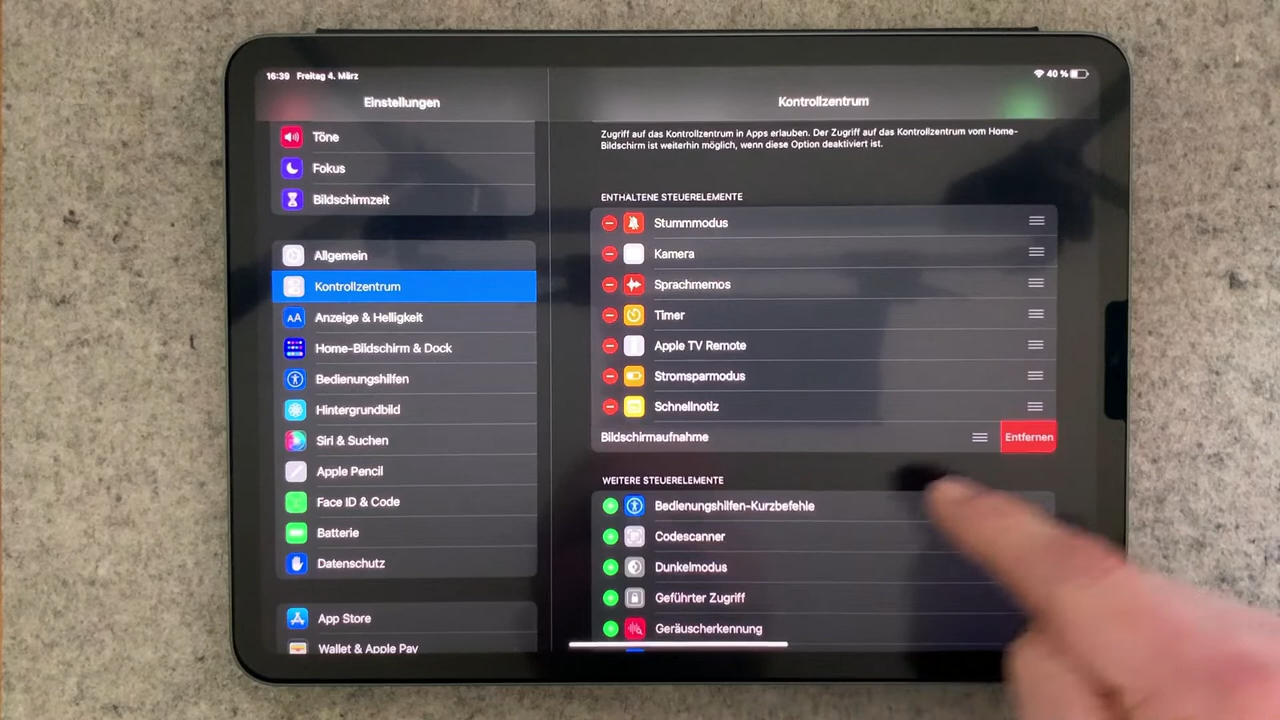 16:39 Freitag 4. März
40 %
Einstellungen
Töne
Fokus
Bildschirmzeit
Allgemein
Kontrollzentrum
AA Anzeige & Helligkeit
Home-Bildschirm & Dock
Bedienungshilfen
Hintergrundbild
Siri & Suchen
Apple Pencil
Face ID & Code
Batterie
Datenschutz
App Store
Wallet & Apple Pay
Kontrollzentrum
Zugriff auf das Kontrollzentrum in Apps erlauben. Der Zugriff auf das Kontrollzentrum vom Home-
Bildschirm ist weiterhin möglich, wenn diese Option deaktiviert ist.
ENTHALTENE STEUERELEMENTE
Stummmodus
Kamera
Sprachmemos
Timer
Apple TV Remote
Stromsparmodus
Schnellnotiz
Bildschirmaufnahme
Entfernen
WEITERE STEUERELEMENTE
Bedienungshilfen-Kurzbefehle
Codescanner
Dunkelmodus
Geführter Zugriff
Geräuscherkennung